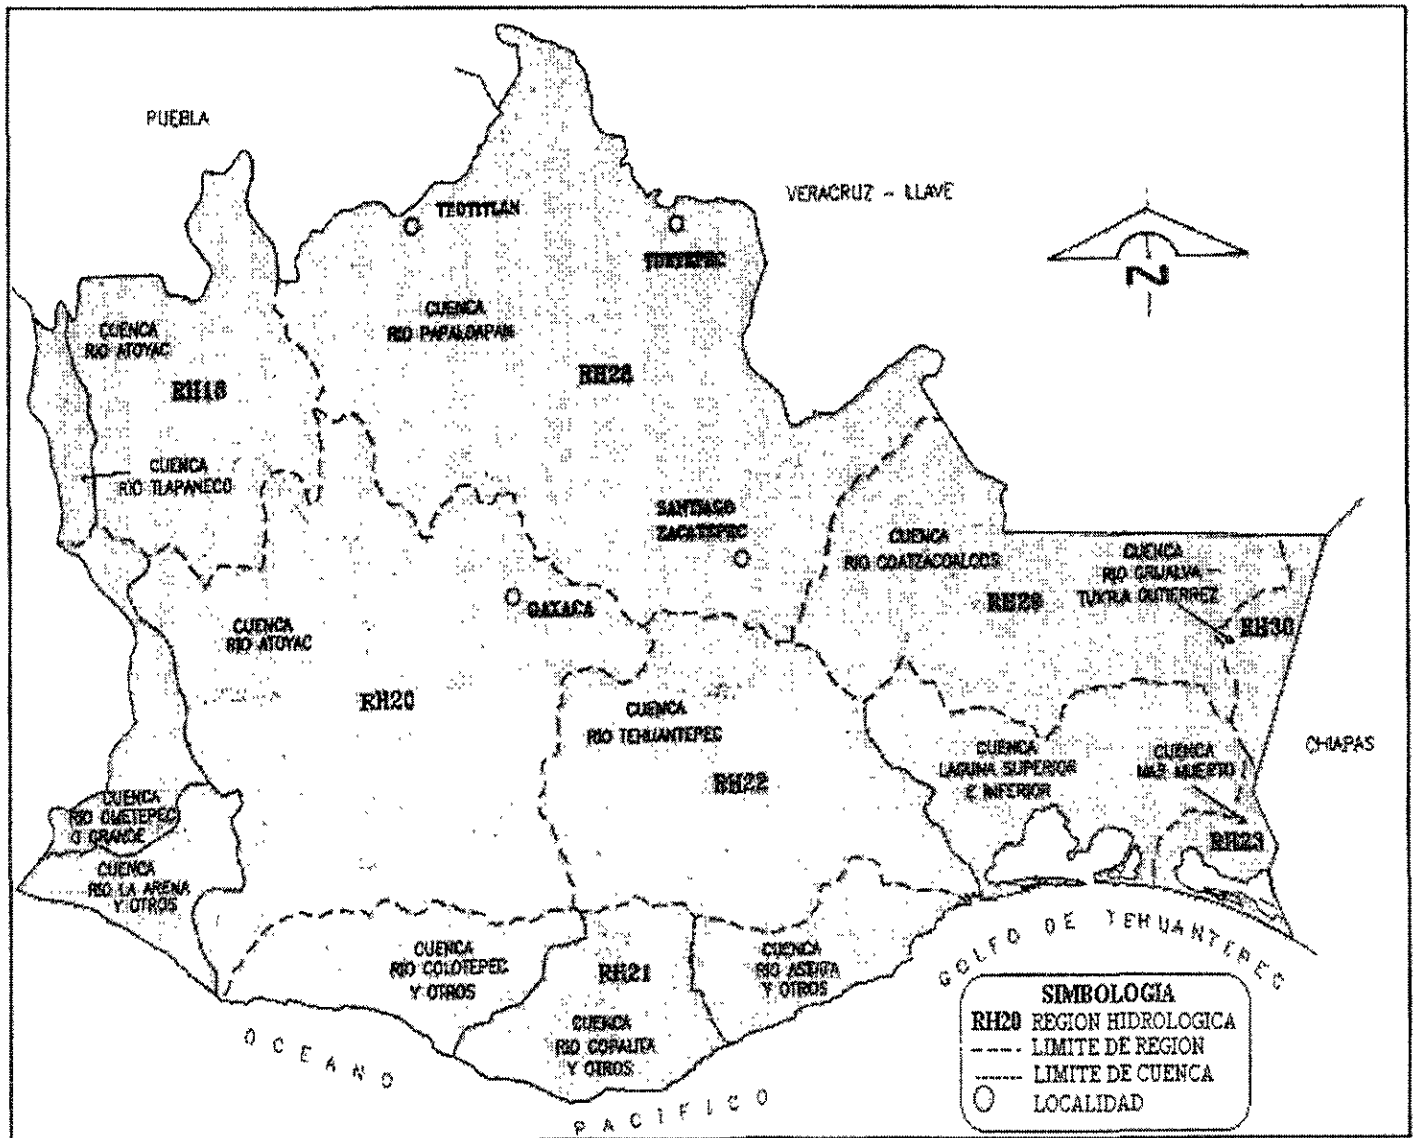 PUEBLA
VERACRUZ - LLAVE
TEOTITLAN
TUXTEPEC
N
CUENCA
RIO PAPALOAPAN
CUENCA
RIO ATOYAC
RH28
RH18
CUENCA
RIO TLAPANECO
SANTIAGO
ZACATEPEC
CUENCA
RIO COATZACOALCOS
CUENCA
RIO GRIJALVA -
TUXTLA GUTIERREZ
RH29
RH30
OAXACA
CUENCA
RIO ATOYAC
RH20
CUENCA
RIO TEHUANTEPEC
RH22
CUENCA
LAGUNA SUPERIOR
E INFERIOR
CUENCA
MAR MUERTO
CHIAPAS
RH23
CUENCA
RIO OMETEPEC
O GRANDE
CUENCA
RIO LA ARENA
Y OTROS
CUENCA
RIO COLOTEPEC
Y OTROS
RH21
CUENCA
RIO COPALITA
Y OTROS
CUENCA
RIO ASTATA
Y OTROS
GOLFO DE TEHUANTEPEC
OCEANO PACIFICO
SIMBOLOGIA
RH20 REGION HIDROLOGICA
LIMITE DE REGION
LIMITE DE CUENCA
LOCALIDAD